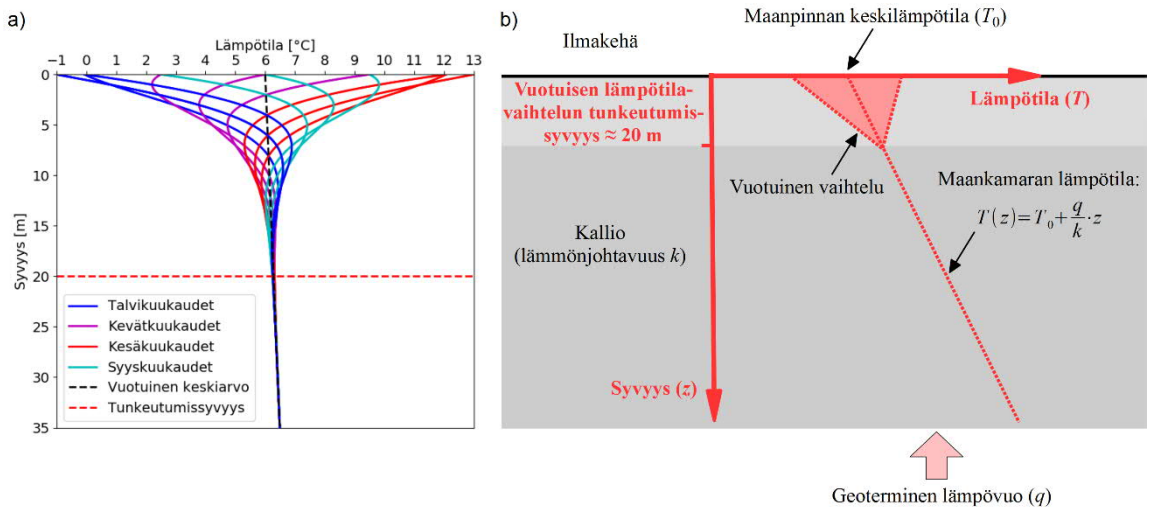 a)
Lämpötila [°C]
−1 0 1 2 3 4 5 6 7 8 9 10 11 12 13
0
5
10
15
20
25
30
35
Syvyys [m]
Talvikuukaudet
Kevätkuukaudet
Kesäkuukaudet
Syyskuukaudet
Vuotuinen keskiarvo
Tunkeutumissyvyys
b)
Maanpinnan keskilämpötila (T₀)
Ilmakehä
Vuotuisen lämpötila-
vaihtelun tunkeutumis-
syvyys ≈ 20 m
Lämpötila (T)
Vuotuinen vaihtelu
Maankamaran lämpötila:
T(z)=T₀+q/k·z
Kallio
(lämmönjohtavuus k)
Syvyys (z)
Geoterminen lämpövuo (q)